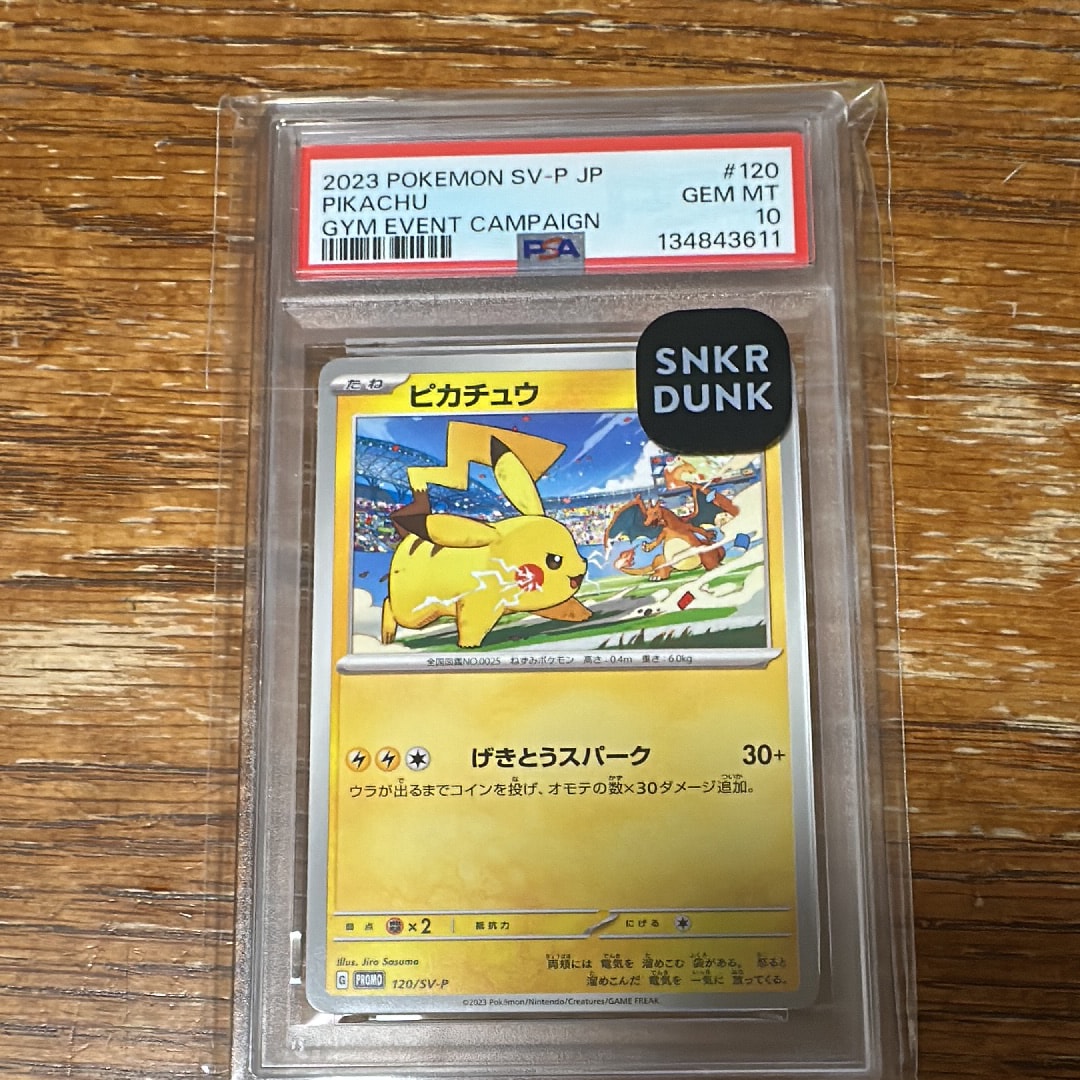 2023 POKEMON SV-P JP #120
PIKACHU GEM MT
GYM EVENT CAMPAIGN 10
PSA 134843611
SNKR
DUNK
たね ピカチュウ
全国図鑑NO.0025 ねずみポケモン 高さ:0.4m 重さ:6.0kg
げきとうスパーク 30+
ウラが出るまでコインを投げ、オモテの数×30ダメージ追加。
弱点 ×2 抵抗力 にげる
Illus. Jiro Sasumo
両頬には 電気を 溜めこむ 袋がある。 怒ると
溜めこんだ 電気を 一気に 放ってくる。
G PROMO 120/SV-P
©2023 Pokémon/Nintendo/Creatures/GAME FREAK